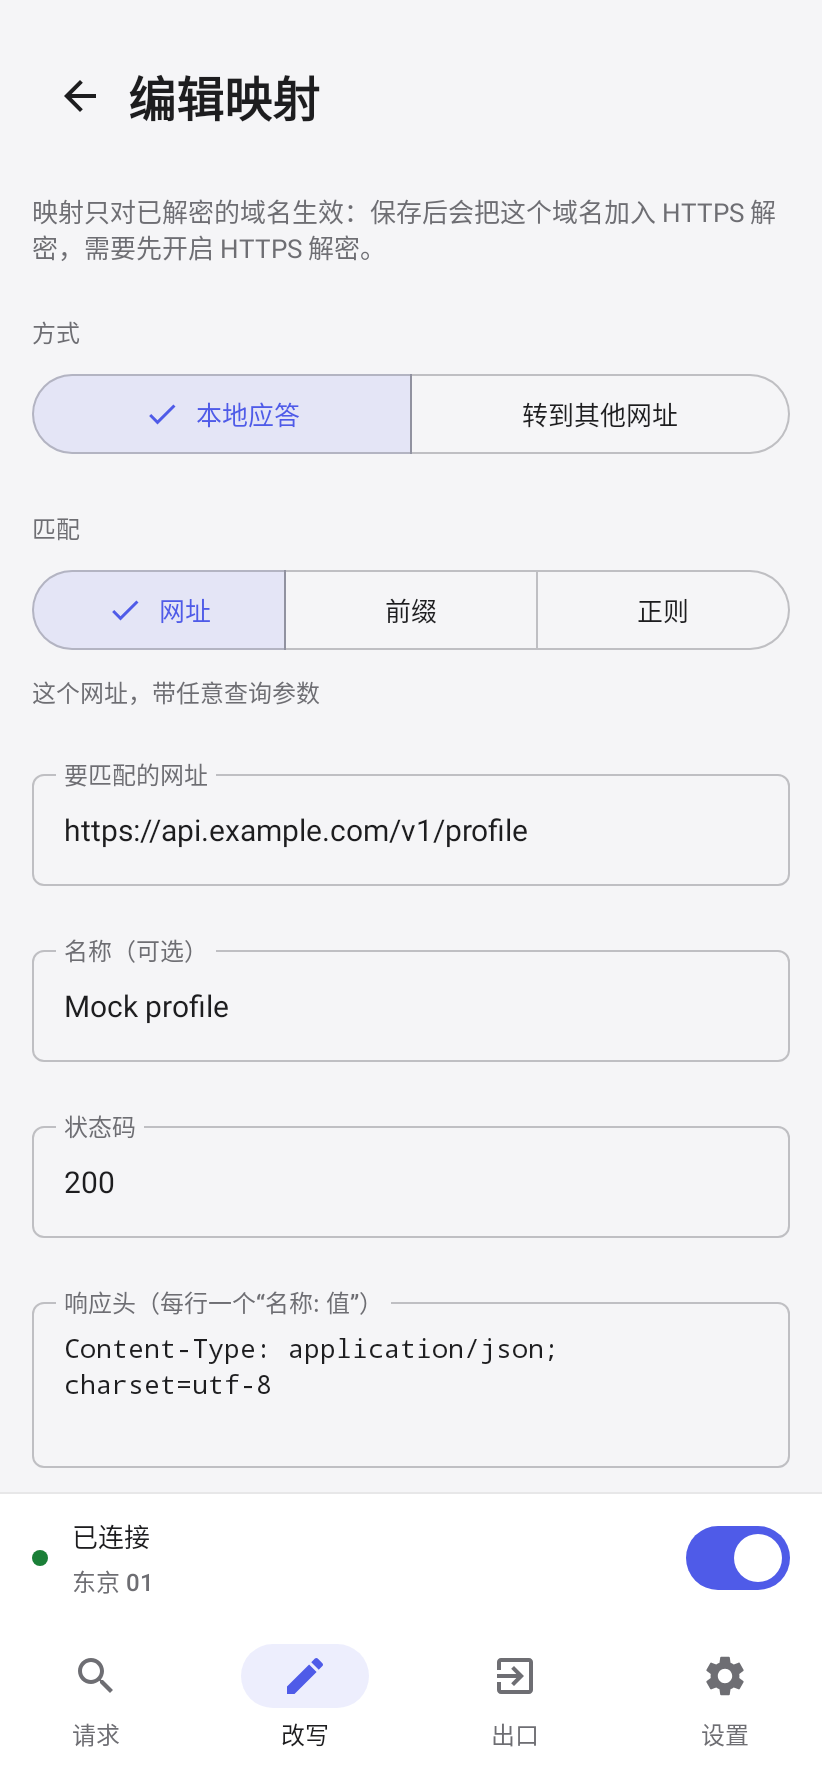 编辑映射
映射只对已解密的域名生效：保存后会把这个域名加入 HTTPS 解
密，需要先开启 HTTPS 解密。
方式
本地应答
转到其他网址
匹配
网址
前缀
正则
这个网址，带任意查询参数
要匹配的网址
https://api.example.com/v1/profile
名称（可选）
Mock profile
状态码
200
响应头（每行一个“名称: 值”）
Content-Type: application/json;
charset=utf-8
已连接
东京 01
请求
改写
出口
设置